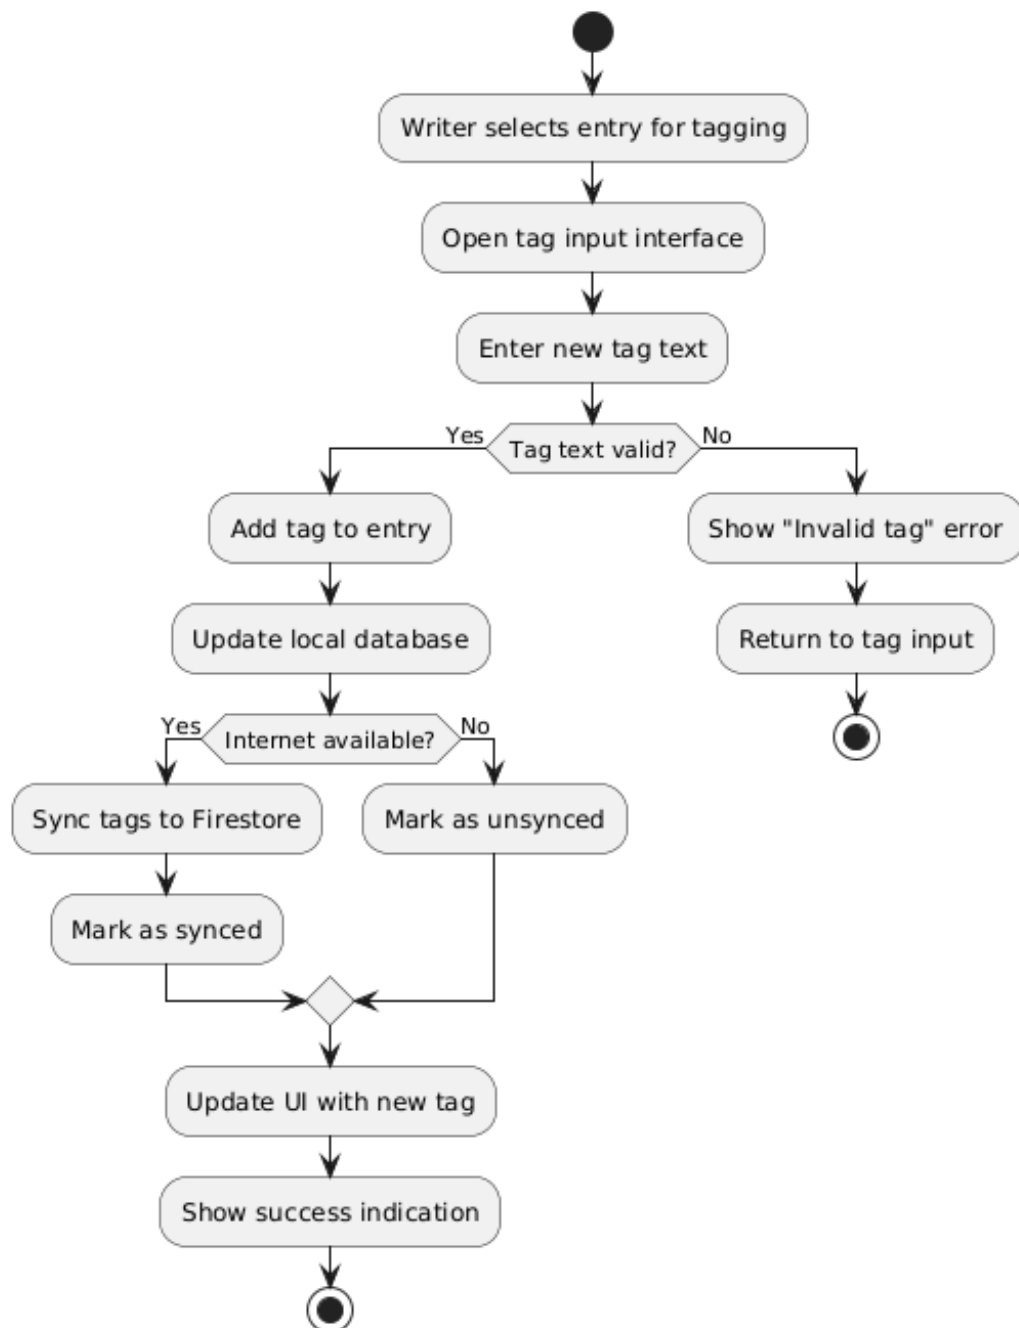 Writer selects entry for tagging
Open tag input interface
Enter new tag text
Yes
Tag text valid?
No
Add tag to entry
Show "Invalid tag" error
Update local database
Return to tag input
Yes
Internet available?
No
Sync tags to Firestore
Mark as unsynced
Mark as synced
Update UI with new tag
Show success indication